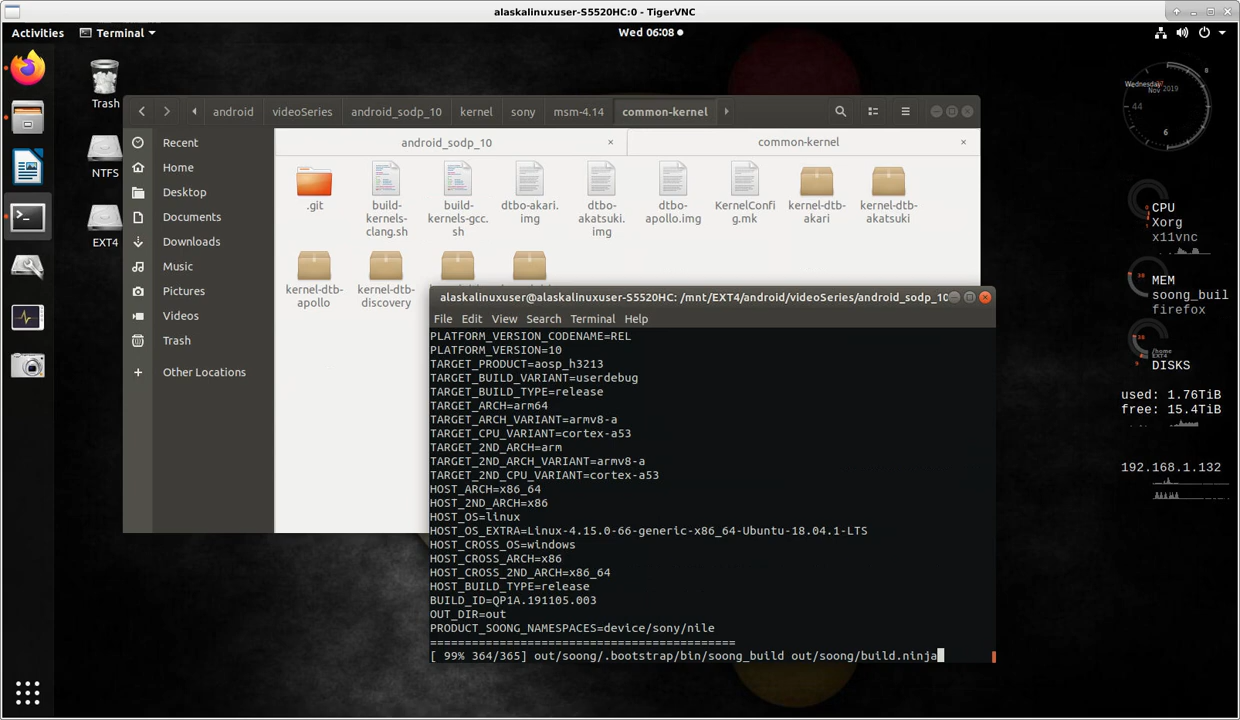 alaskalinuxuser-S5520HC:0 - TigerVNC
Activities
Terminal
Wed 06:08
Trash
NTFS
EXT4
android
videoSeries
android_sodp_10
kernel
sony
msm-4.14
common-kernel
Recent
Home
Desktop
Documents
Downloads
Music
Pictures
Videos
Trash
Other Locations
android_sodp_10
common-kernel
.git
build-
kernels-
clang.sh
build-
kernels-gcc.
sh
dtbo-akari.
img
dtbo-
akatsuki.
img
dtbo-
apollo.img
KernelConfi
g.mk
kernel-dtb-
akari
kernel-dtb-
akatsuki
kernel-dtb-
apollo
kernel-dtb-
discovery
alaskalinuxuser@alaskalinuxuser-S5520HC: /mnt/EXT4/android/videoSeries/android_sodp_10
File Edit View Search Terminal Help
PLATFORM_VERSION_CODENAME=REL
PLATFORM_VERSION=10
TARGET_PRODUCT=aosp_h3213
TARGET_BUILD_VARIANT=userdebug
TARGET_BUILD_TYPE=release
TARGET_ARCH=arm64
TARGET_ARCH_VARIANT=armv8-a
TARGET_CPU_VARIANT=cortex-a53
TARGET_2ND_ARCH=arm
TARGET_2ND_ARCH_VARIANT=armv8-a
TARGET_2ND_CPU_VARIANT=cortex-a53
HOST_ARCH=x86_64
HOST_2ND_ARCH=x86
HOST_OS=linux
HOST_OS_EXTRA=Linux-4.15.0-66-generic-x86_64-Ubuntu-18.04.1-LTS
HOST_CROSS_OS=windows
HOST_CROSS_ARCH=x86
HOST_CROSS_2ND_ARCH=x86_64
HOST_BUILD_TYPE=release
BUILD_ID=QP1A.191105.003
OUT_DIR=out
PRODUCT_SOONG_NAMESPACES=device/sony/nile
============================================
[ 99% 364/365] out/soong/.bootstrap/bin/soong_build out/soong/build.ninja
Wednesday
Nov
2019
8
44
6
CPU
Xorg
x11vnc
MEM
soong_buil
firefox
/home
EXT4
DISKS
used: 1.76TiB
free: 15.4TiB
192.168.1.132